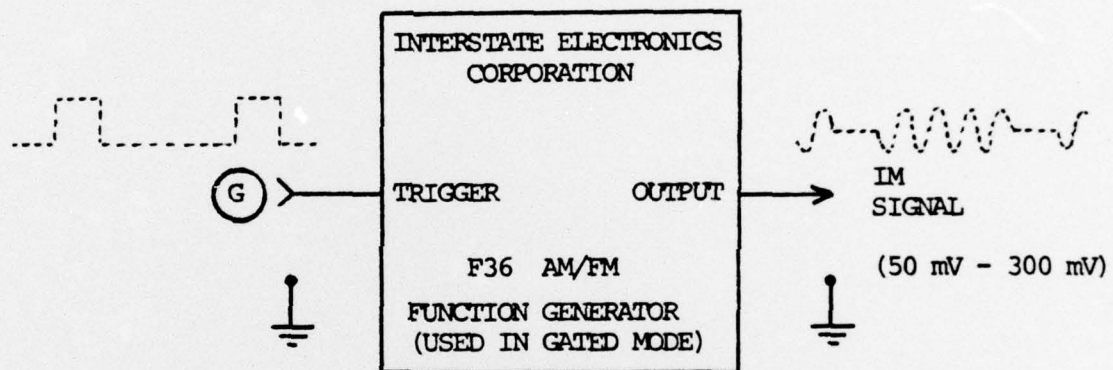 INTERSTATE ELECTRONICS
CORPORATION
G
TRIGGER
OUTPUT
IM
SIGNAL
(50 mV - 300 mV)
F36 AM/FM
FUNCTION GENERATOR
(USED IN GATED MODE)